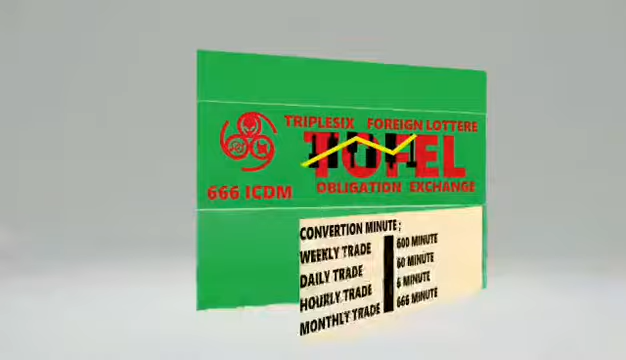 TRIPLESIX FOREIGN LOTTERE
TOFEL
666 ICDM
OBLIGATION EXCHANGE
CONVERTION MINUTE ;
WEEKLY TRADE 600 MINUTE
DAILY TRADE 60 MINUTE
HOURLY TRADE 6 MINUTE
MONTHLY TRADE 666 MINUTE